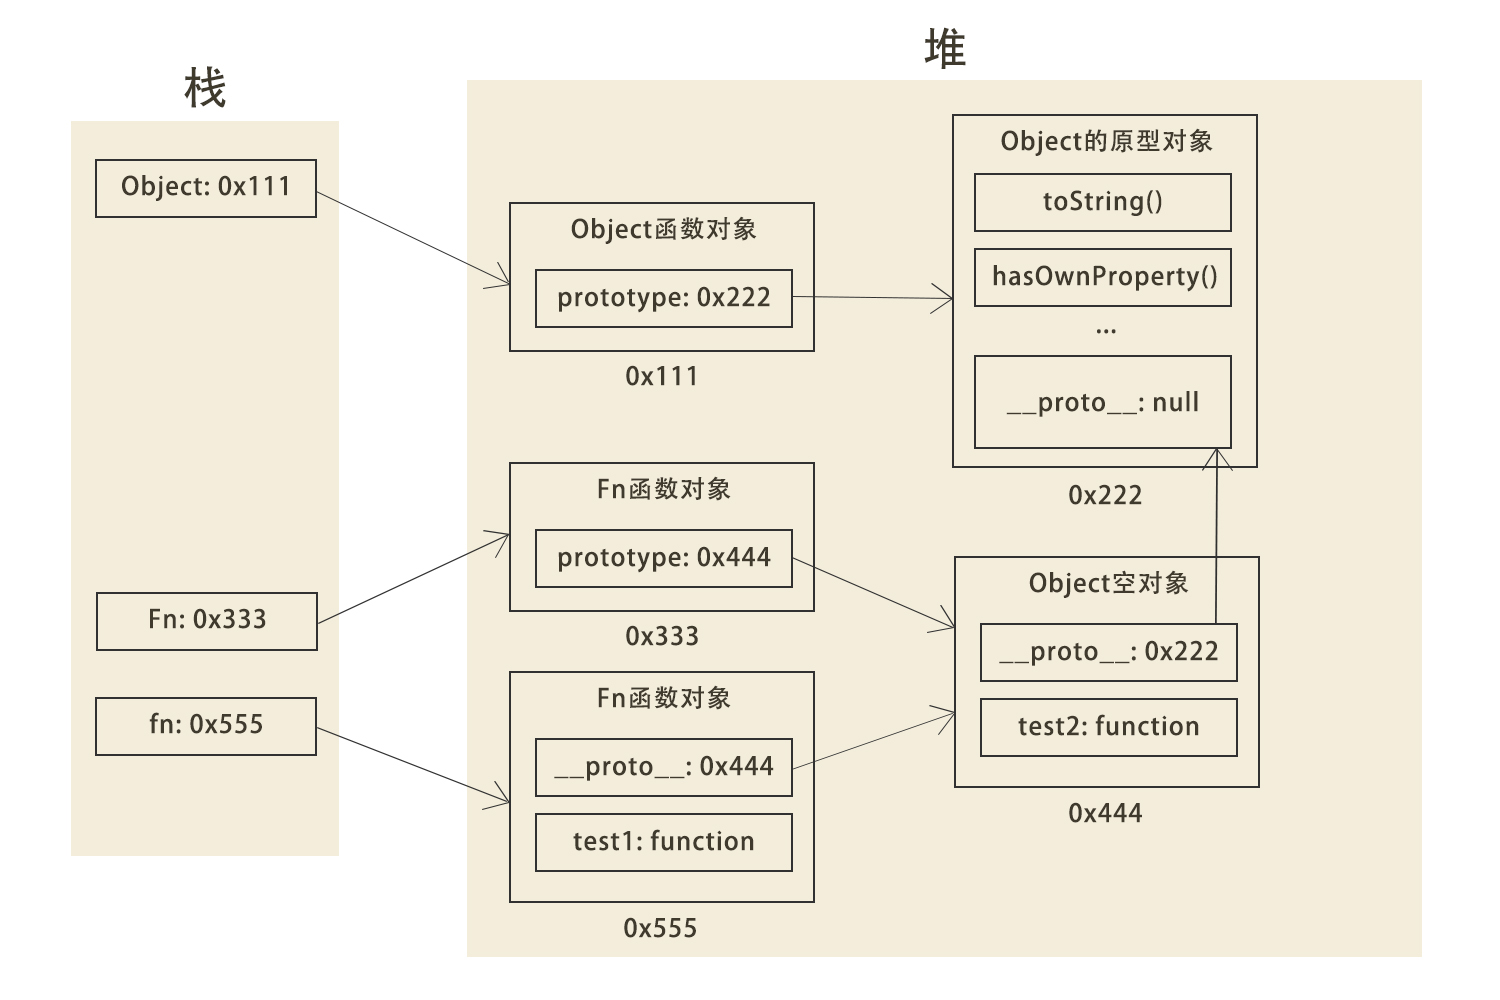 栈
Object: 0x111
Fn: 0x333
fn: 0x555
堆
Object函数对象
prototype: 0x222
0x111
Object的原型对象
toString()
hasOwnProperty()
...
__proto__: null
0x222
Fn函数对象
prototype: 0x444
0x333
Fn函数对象
__proto__: 0x444
test1: function
0x555
Object空对象
__proto__: 0x222
test2: function
0x444